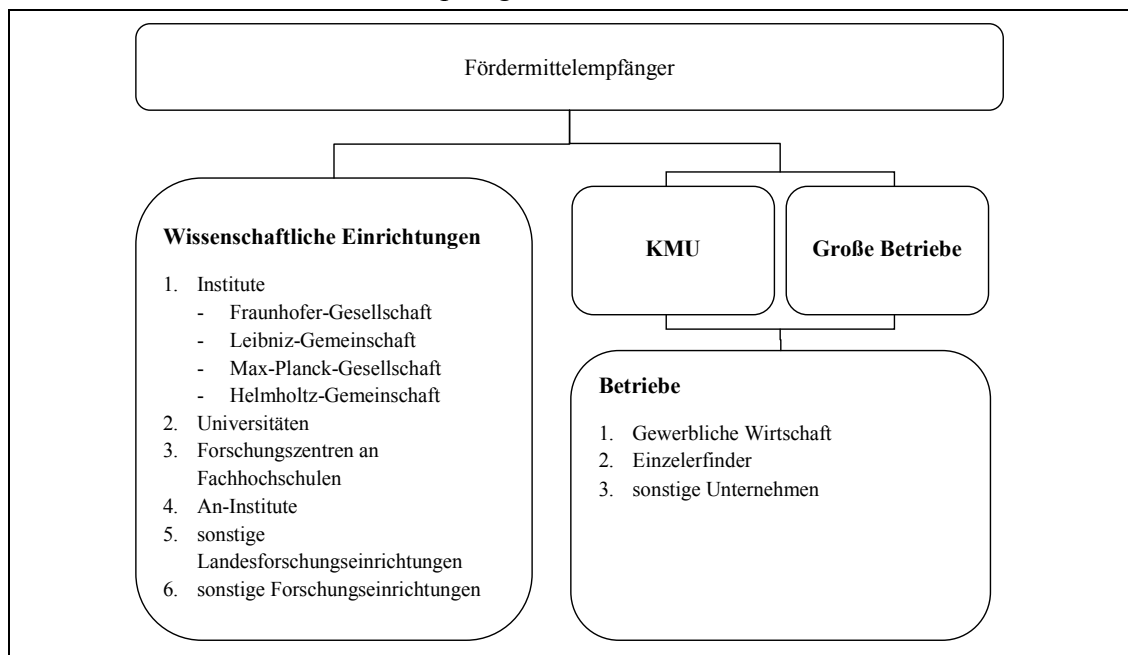 Fördermittelempfänger
Wissenschaftliche Einrichtungen
1. Institute
- Fraunhofer-Gesellschaft
- Leibniz-Gemeinschaft
- Max-Planck-Gesellschaft
- Helmholtz-Gemeinschaft
2. Universitäten
3. Forschungszentren an
Fachhochschulen
4. An-Institute
5. sonstige
Landesforschungseinrichtungen
6. sonstige Forschungseinrichtungen
KMU
Große Betriebe
Betriebe
1. Gewerbliche Wirtschaft
2. Einzelerfinder
3. sonstige Unternehmen